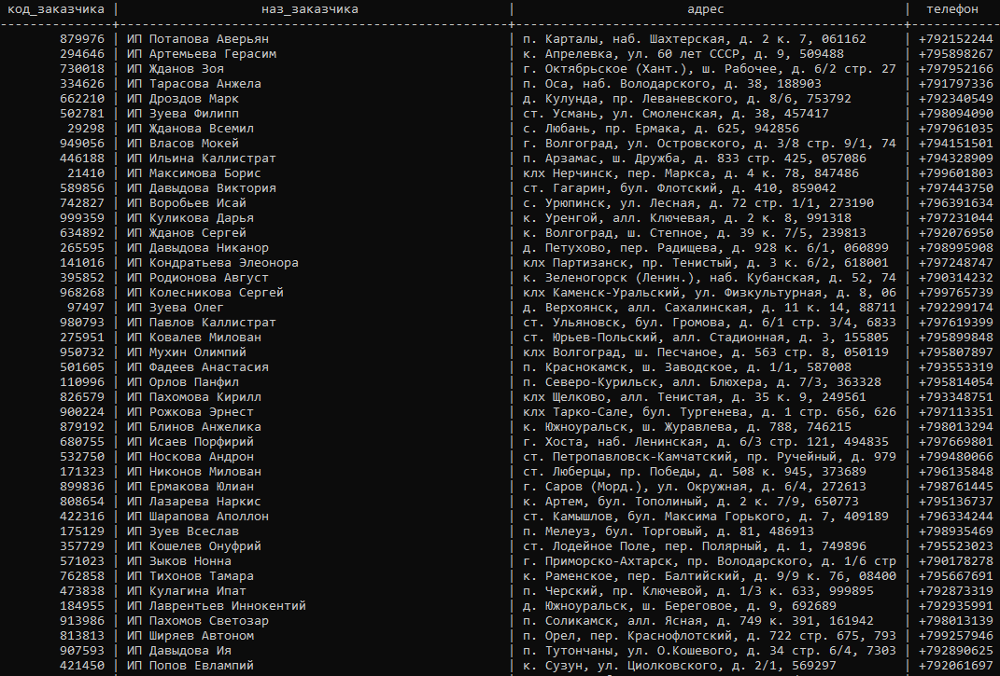 код_заказчика | наз_заказчика | адрес | телефон
879976 | ИП Потапова Аверьян | п. Карталы, наб. Шахтерская, д. 2 к. 7, 061162 | +792152244
294646 | ИП Артемьева Герасим | к. Апрелевка, ул. 60 лет СССР, д. 9, 509488 | +795898267
730018 | ИП Жданов Зоя | г. Октябрьское (Хант.), ш. Рабочее, д. 6/2 стр. 27 | +797952166
334626 | ИП Тарасова Анжела | п. Оса, наб. Володарского, д. 38, 188903 | +791797336
662210 | ИП Дроздов Марк | д. Кулунда, пр. Леваневского, д. 8/6, 753792 | +792340549
502781 | ИП Зуева Филипп | ст. Усмань, ул. Смоленская, д. 38, 457417 | +798094090
29298 | ИП Жданова Всемил | с. Любань, пр. Ермака, д. 625, 942856 | +797961035
949056 | ИП Власов Мокей | г. Волгоград, ул. Островского, д. 3/8 стр. 9/1, 74 | +794151501
446188 | ИП Ильина Каллистрат | п. Арзамас, ш. Дружба, д. 833 стр. 425, 057086 | +794328909
21410 | ИП Максимова Борис | клх Нерчинск, пер. Маркса, д. 4 к. 78, 847486 | +799601803
589856 | ИП Давыдова Виктория | ст. Гагарин, бул. Флотский, д. 410, 859042 | +797443750
742827 | ИП Воробьев Исай | с. Урюпинск, ул. Лесная, д. 72 стр. 1/1, 273190 | +796391634
999359 | ИП Куликова Дарья | к. Уренгой, алл. Ключевая, д. 2 к. 8, 991318 | +797231044
634892 | ИП Жданов Сергей | к. Волгоград, ш. Степное, д. 39 к. 7/5, 239813 | +792076950
265595 | ИП Давыдова Никанор | д. Петухово, пер. Радищева, д. 928 к. 6/1, 060899 | +798995908
141016 | ИП Кондратьева Элеонора | клх Партизанск, пр. Тенистый, д. 3 к. 6/2, 618001 | +797248747
395852 | ИП Родионова Август | к. Зеленогорск (Ленин.), наб. Кубанская, д. 52, 74 | +790314232
968268 | ИП Колесникова Сергей | клх Каменск-Уральский, ул. Физкультурная, д. 8, 06 | +799765739
97497 | ИП Зуева Олег | д. Верхоянск, алл. Сахалинская, д. 11 к. 14, 88711 | +792299174
980793 | ИП Павлов Каллистрат | ст. Ульяновск, бул. Громова, д. 6/1 стр. 3/4, 6833 | +797619399
275951 | ИП Ковалев Милован | ст. Юрьев-Польский, алл. Стадионная, д. 3, 155805 | +795899848
950732 | ИП Мухин Олимпий | клх Волгоград, ш. Песчаное, д. 563 стр. 8, 050119 | +795807897
501605 | ИП Фадеев Анастасия | п. Краснокамск, ш. Заводское, д. 1/1, 587008 | +793553319
110996 | ИП Орлов Панфил | п. Северо-Курильск, алл. Блюхера, д. 7/3, 363328 | +795814054
826579 | ИП Пахомова Кирилл | клх Щелково, алл. Тенистая, д. 35 к. 9, 249561 | +793348751
900224 | ИП Рожкова Эрнест | клх Тарко-Сале, бул. Тургенева, д. 1 стр. 656, 626 | +797113351
879192 | ИП Блинов Анжелика | к. Южноуральск, ш. Журавлева, д. 788, 746215 | +798013294
680755 | ИП Исаев Порфирий | г. Хоста, наб. Ленинская, д. 6/3 стр. 121, 494835 | +797669801
532750 | ИП Носкова Андрон | ст. Петропавловск-Камчатский, пр. Ручейный, д. 979 | +799480066
171323 | ИП Никонов Милован | ст. Люберцы, пр. Победы, д. 508 к. 945, 373689 | +796135848
899836 | ИП Ермакова Юлиан | г. Саров (Морд.), ул. Окружная, д. 6/4, 272613 | +798761445
808654 | ИП Лазарева Наркис | к. Артем, бул. Тополиный, д. 2 к. 7/9, 650773 | +795136737
422316 | ИП Шарапова Аполлон | ст. Камышлов, бул. Максима Горького, д. 7, 409189 | +796334244
175129 | ИП Зуев Всеслав | п. Мелеуз, бул. Торговый, д. 81, 486913 | +798935469
357729 | ИП Кошелев Онуфрий | ст. Лодейное Поле, пер. Полярный, д. 1, 749896 | +795523023
571023 | ИП Зыков Нонна | г. Приморско-Ахтарск, пр. Володарского, д. 1/6 стр | +790178278
762858 | ИП Тихонов Тамара | к. Раменское, пер. Балтийский, д. 9/9 к. 76, 08400 | +795667691
473838 | ИП Кулагина Ипат | п. Черский, пр. Ключевой, д. 1/3 к. 633, 999895 | +792873319
184955 | ИП Лаврентьев Иннокентий | д. Южноуральск, ш. Береговое, д. 9, 692689 | +792935991
913986 | ИП Пахомов Светозар | п. Соликамск, алл. Ясная, д. 749 к. 391, 161942 | +798013139
813813 | ИП Ширяев Автоном | п. Орел, пер. Краснофлотский, д. 722 стр. 675, 793 | +799257946
907593 | ИП Давыдова Ия | п. Тутончаны, ул. О.Кошевого, д. 34 стр. 6/4, 7303 | +792890625
421450 | ИП Попов Евлампий | к. Сузун, ул. Циолковского, д. 2/1, 569297 | +792061697